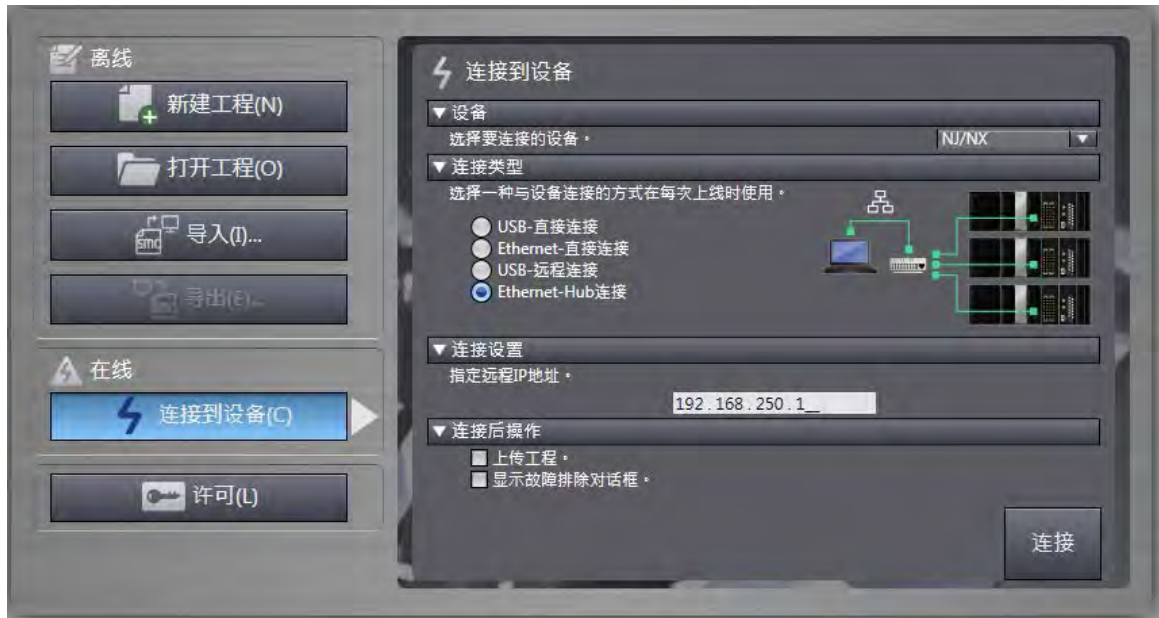 离线
新建工程(N)
打开工程(O)
smc
导入(I)...
导出(E)...
在线
连接到设备(C)
许可(L)
连接到设备
▼设备
选择要连接的设备。
NJ/NX
▼连接类型
选择一种与设备连接的方式在每次上线时使用。
USB-直接连接
Ethernet-直接连接
USB-远程连接
Ethernet-Hub连接
▼连接设置
指定远程IP地址。
192.168.250.1__
▼连接后操作
上传工程。
显示故障排除对话框。
连接